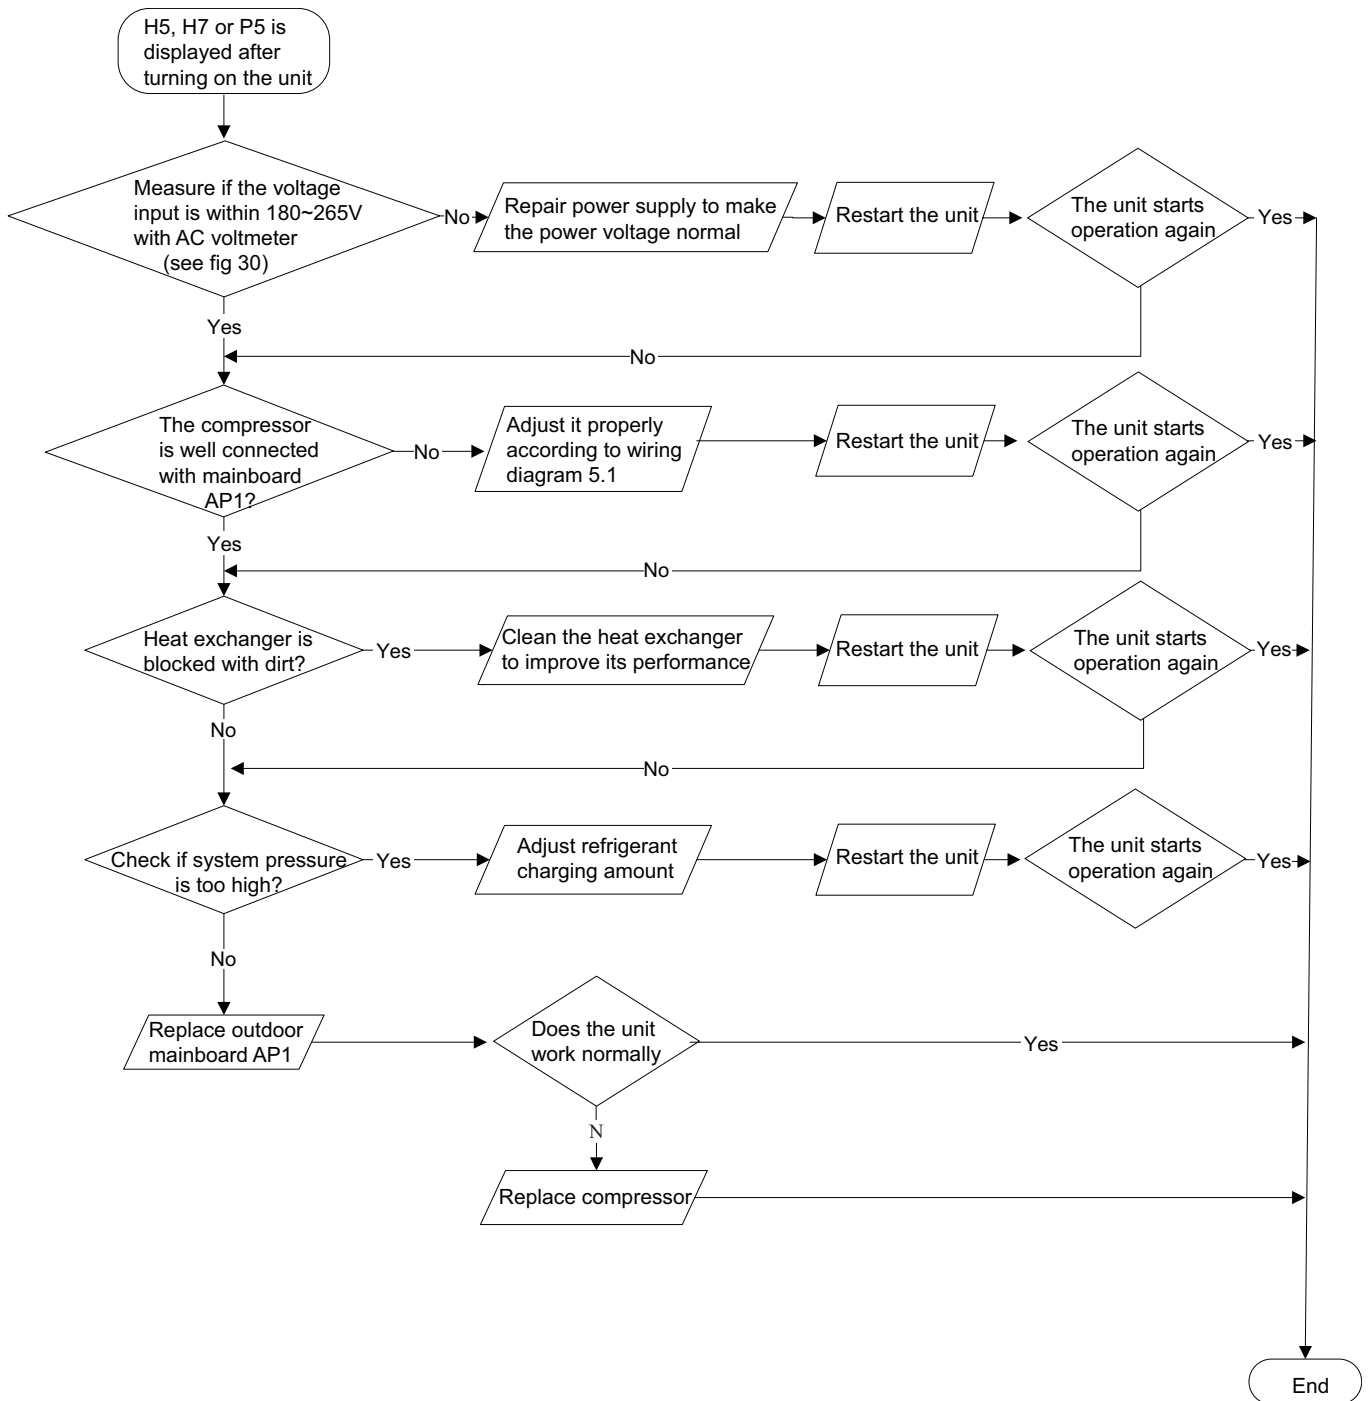 H5, H7 or P5 is
displayed after
turning on the unit
Measure if the voltage
input is within 180~265V
with AC voltmeter
(see fig 30)
No
Repair power supply to make
the power voltage normal
Restart the unit
The unit starts
operation again
Yes
Yes
No
The compressor
is well connected
with mainboard
AP1?
No
Adjust it properly
according to wiring
diagram 5.1
Restart the unit
The unit starts
operation again
Yes
Yes
No
Heat exchanger is
blocked with dirt?
Yes
Clean the heat exchanger
to improve its performance
Restart the unit
The unit starts
operation again
Yes
No
No
Check if system pressure
is too high?
Yes
Adjust refrigerant
charging amount
Restart the unit
The unit starts
operation again
Yes
No
Replace outdoor
mainboard AP1
Does the unit
work normally
Yes
N
Replace compressor
End